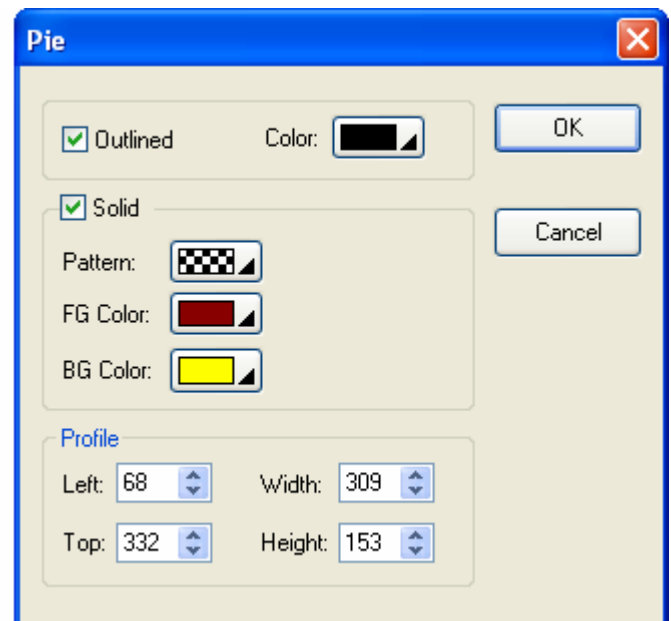 Pie
Outlined Color:
OK
Solid
Cancel
Pattern:
FG Color:
BG Color:
Profile
Left: 68 Width: 309
Top: 332 Height: 153